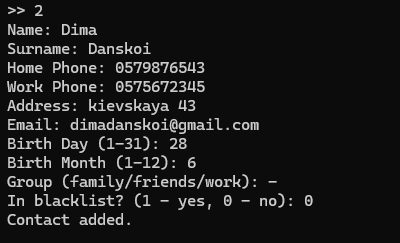 >> 2
Name: Dima
Surname: Danskoi
Home Phone: 0579876543
Work Phone: 0575672345
Address: kievskaya 43
Email: dimadanskoi@gmail.com
Birth Day (1-31): 28
Birth Month (1-12): 6
Group (family/friends/work): -
In blacklist? (1 - yes, 0 - no): 0
Contact added.